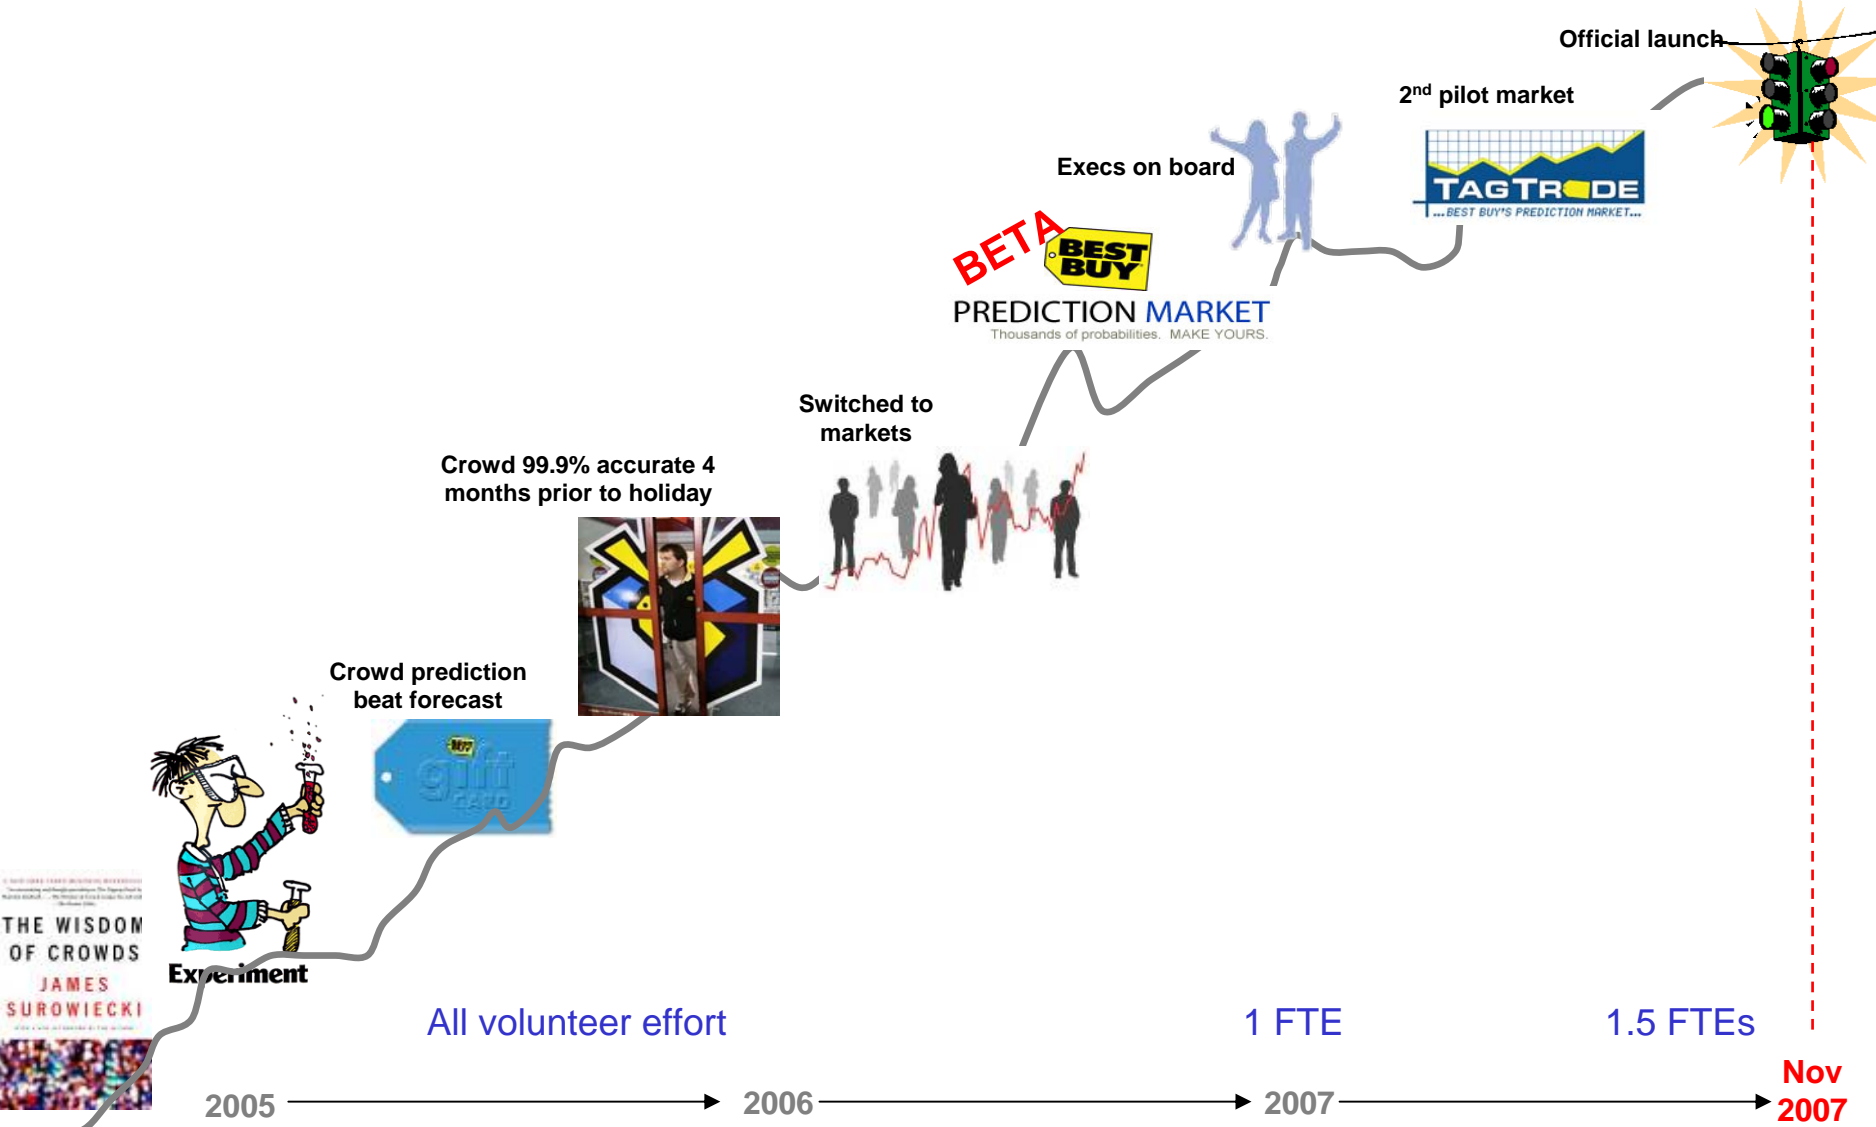 Official launch
2nd pilot market
TAGTRADE
...BEST BUY'S PREDICTION MARKET...
Execs on board
BETA
BEST
BUY
PREDICTION MARKET
Thousands of probabilities. MAKE YOURS.
Switched to
markets
Crowd 99.9% accurate 4
months prior to holiday
Crowd prediction
beat forecast
gift
CARD
THE WISDOM
OF CROWDS
JAMES
SUROWIECKI
Experiment
All volunteer effort
1 FTE
1.5 FTEs
2005
2006
2007
Nov
2007